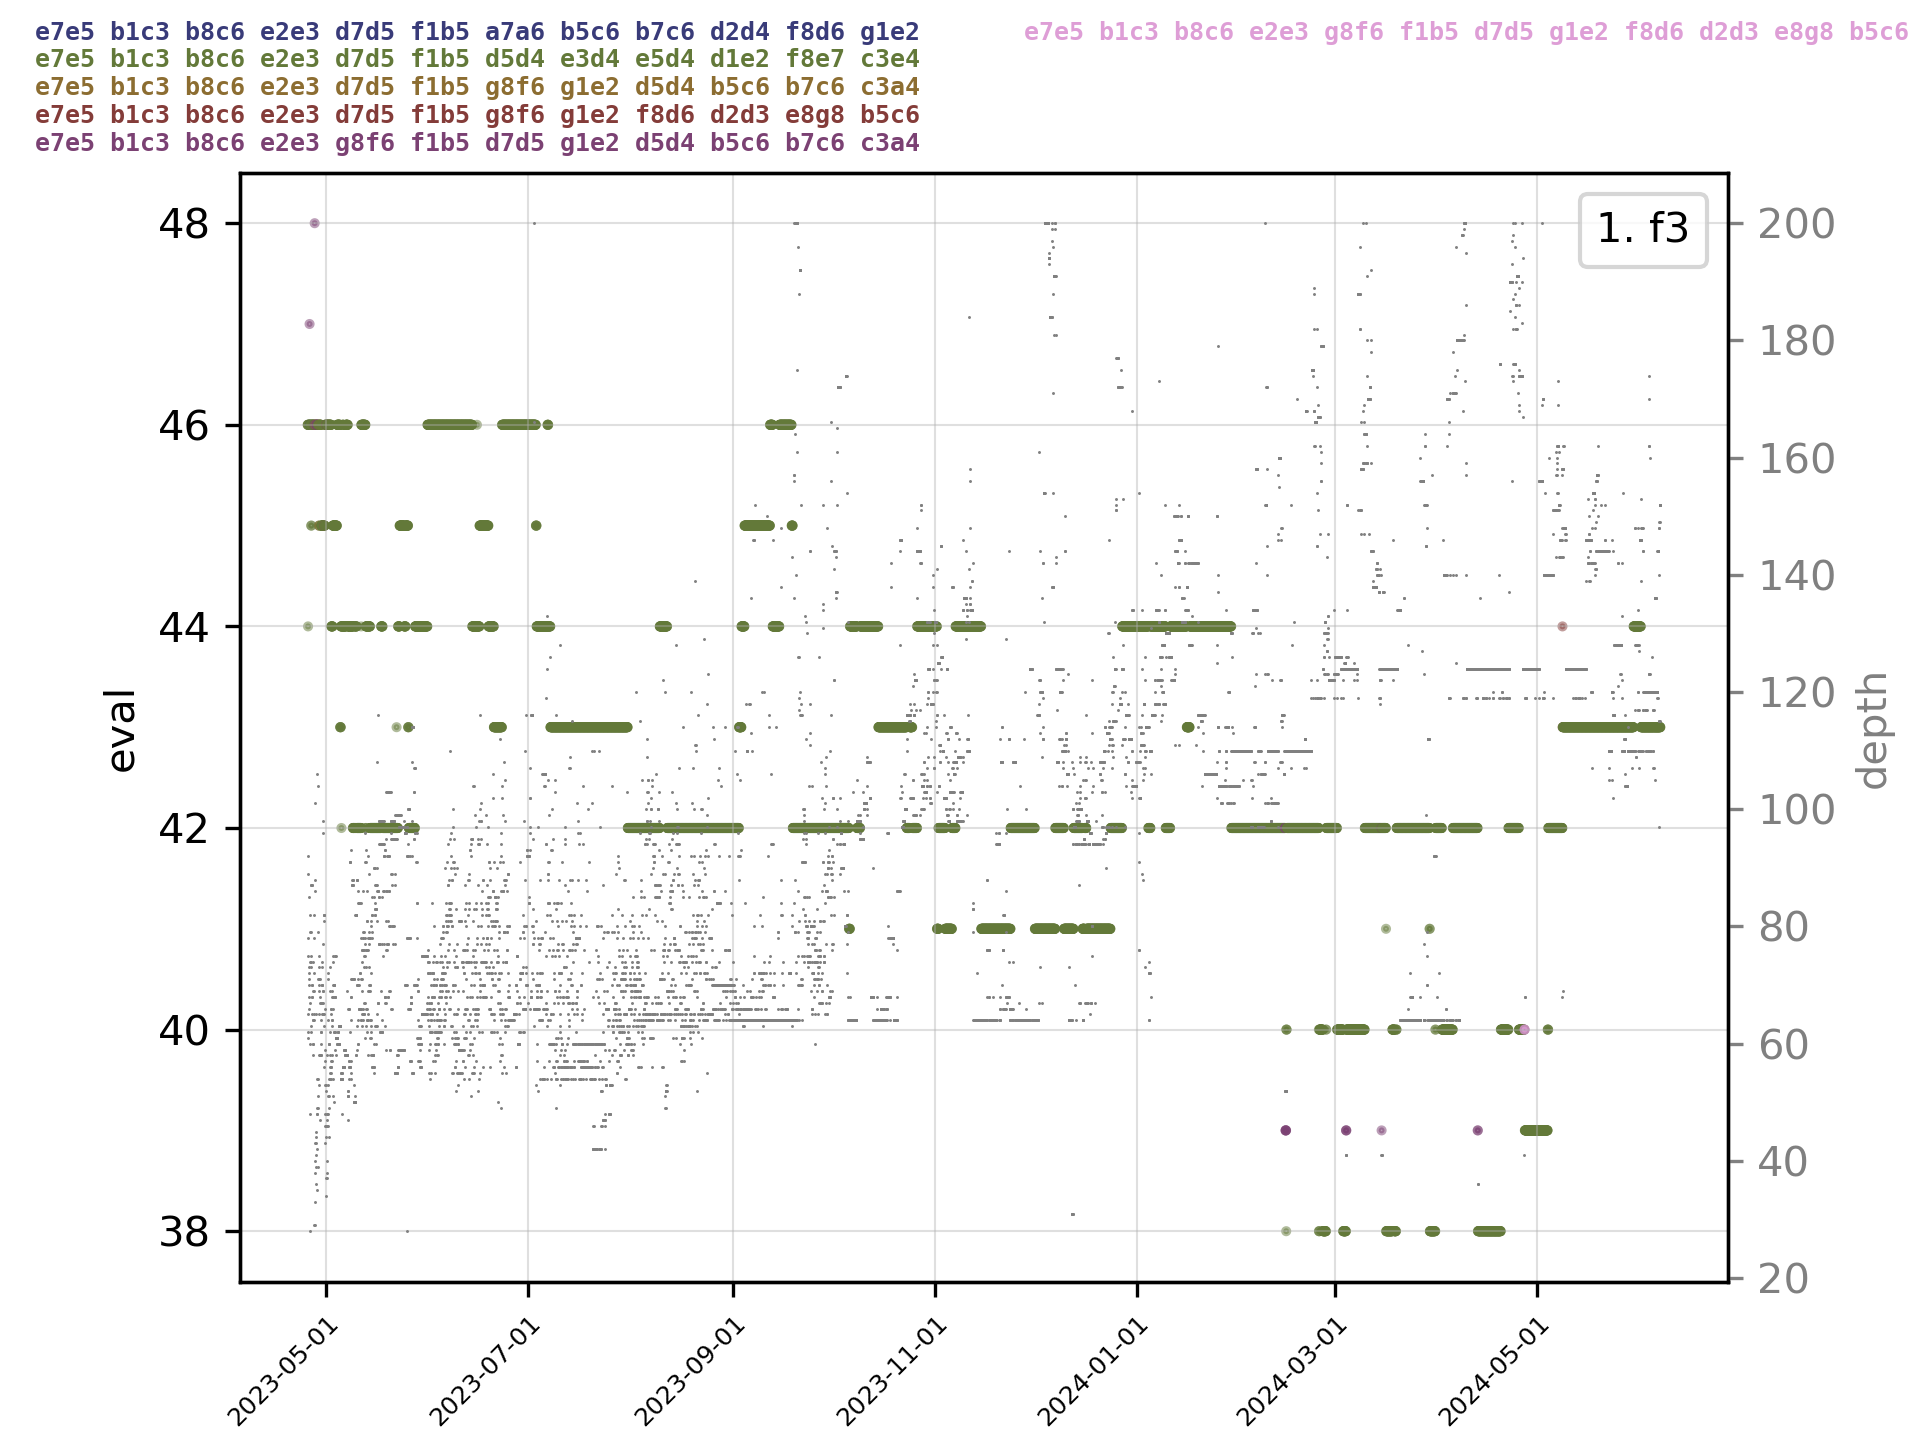 e7e5 b1c3 b8c6 e2e3 d7d5 f1b5 a7a6 b5c6 b7c6 d2d4 f8d6 g1e2
e7e5 b1c3 b8c6 e2e3 d7d5 f1b5 d5d4 e3d4 e5d4 d1e2 f8e7 c3e4
e7e5 b1c3 b8c6 e2e3 d7d5 f1b5 g8f6 g1e2 d5d4 b5c6 b7c6 c3a4
e7e5 b1c3 b8c6 e2e3 d7d5 f1b5 g8f6 g1e2 f8d6 d2d3 e8g8 b5c6
e7e5 b1c3 b8c6 e2e3 g8f6 f1b5 d7d5 g1e2 d5d4 b5c6 b7c6 c3a4
e7e5 b1c3 b8c6 e2e3 g8f6 f1b5 d7d5 g1e2 f8d6 d2d3 e8g8 b5c6
1. f3
eval
48
46
44
42
40
38
depth
200
180
160
140
120
100
80
60
40
20
2023-05-01
2023-07-01
2023-09-01
2023-11-01
2024-01-01
2024-03-01
2024-05-01